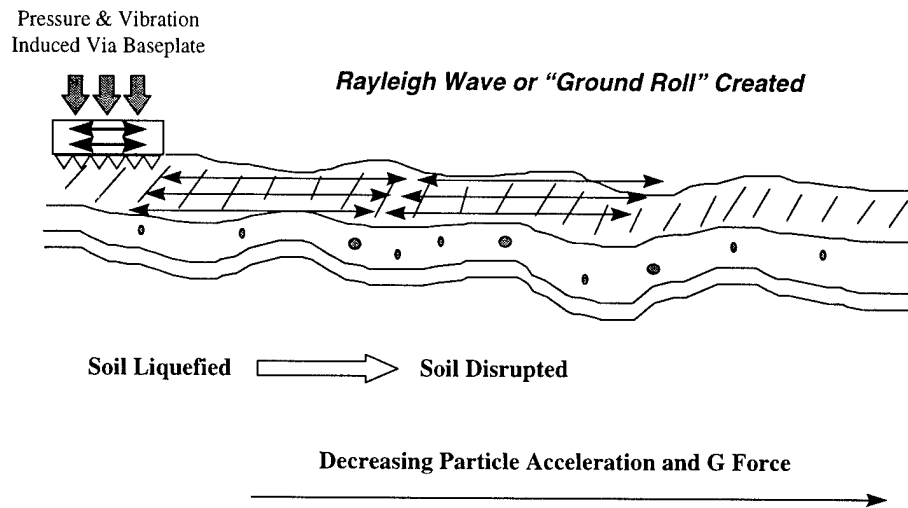 Pressure & Vibration
Induced Via Baseplate
Rayleigh Wave or “Ground Roll” Created
Soil Liquefied
Soil Disrupted
Decreasing Particle Acceleration and G Force